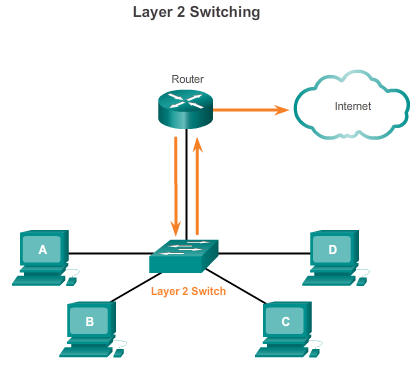 Layer 2 Switching
Router
Internet
A
D
Layer 2 Switch
B
C